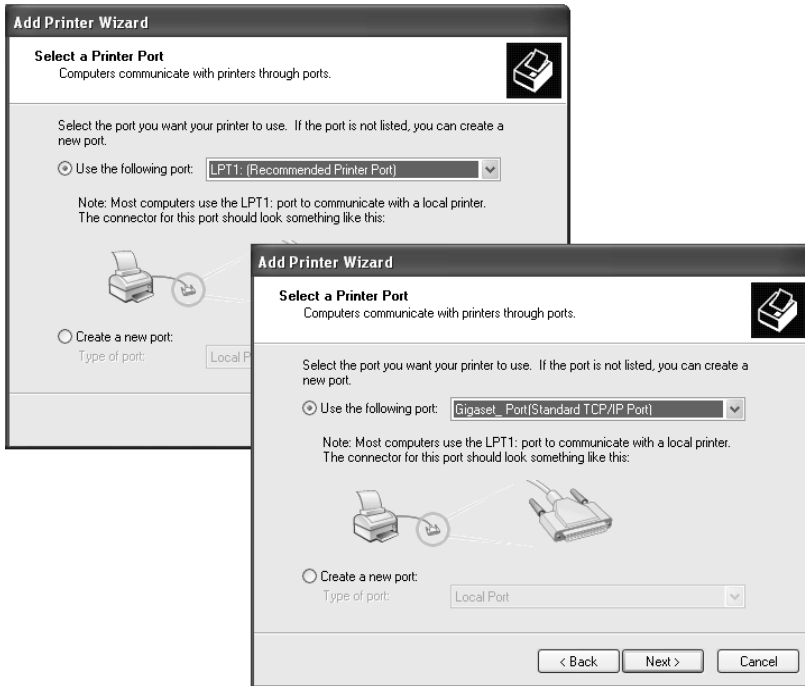 Add Printer Wizard
Select a Printer Port
Computers communicate with printers through ports.
Select the port you want your printer to use. If the port is not listed, you can create a
new port.
Use the following port: LPT1: (Recommended Printer Port)
Note: Most computers use the LPT1: port to communicate with a local printer.
The connector for this port should look something like this:
Create a new port:
Type of port: Local P
Add Printer Wizard
Select a Printer Port
Computers communicate with printers through ports.
Select the port you want your printer to use. If the port is not listed, you can create a
new port.
Use the following port: Gigaset_ Port(Standard TCP/IP Port)
Note: Most computers use the LPT1: port to communicate with a local printer.
The connector for this port should look something like this:
Create a new port:
Type of port: Local Port
< Back Next > Cancel